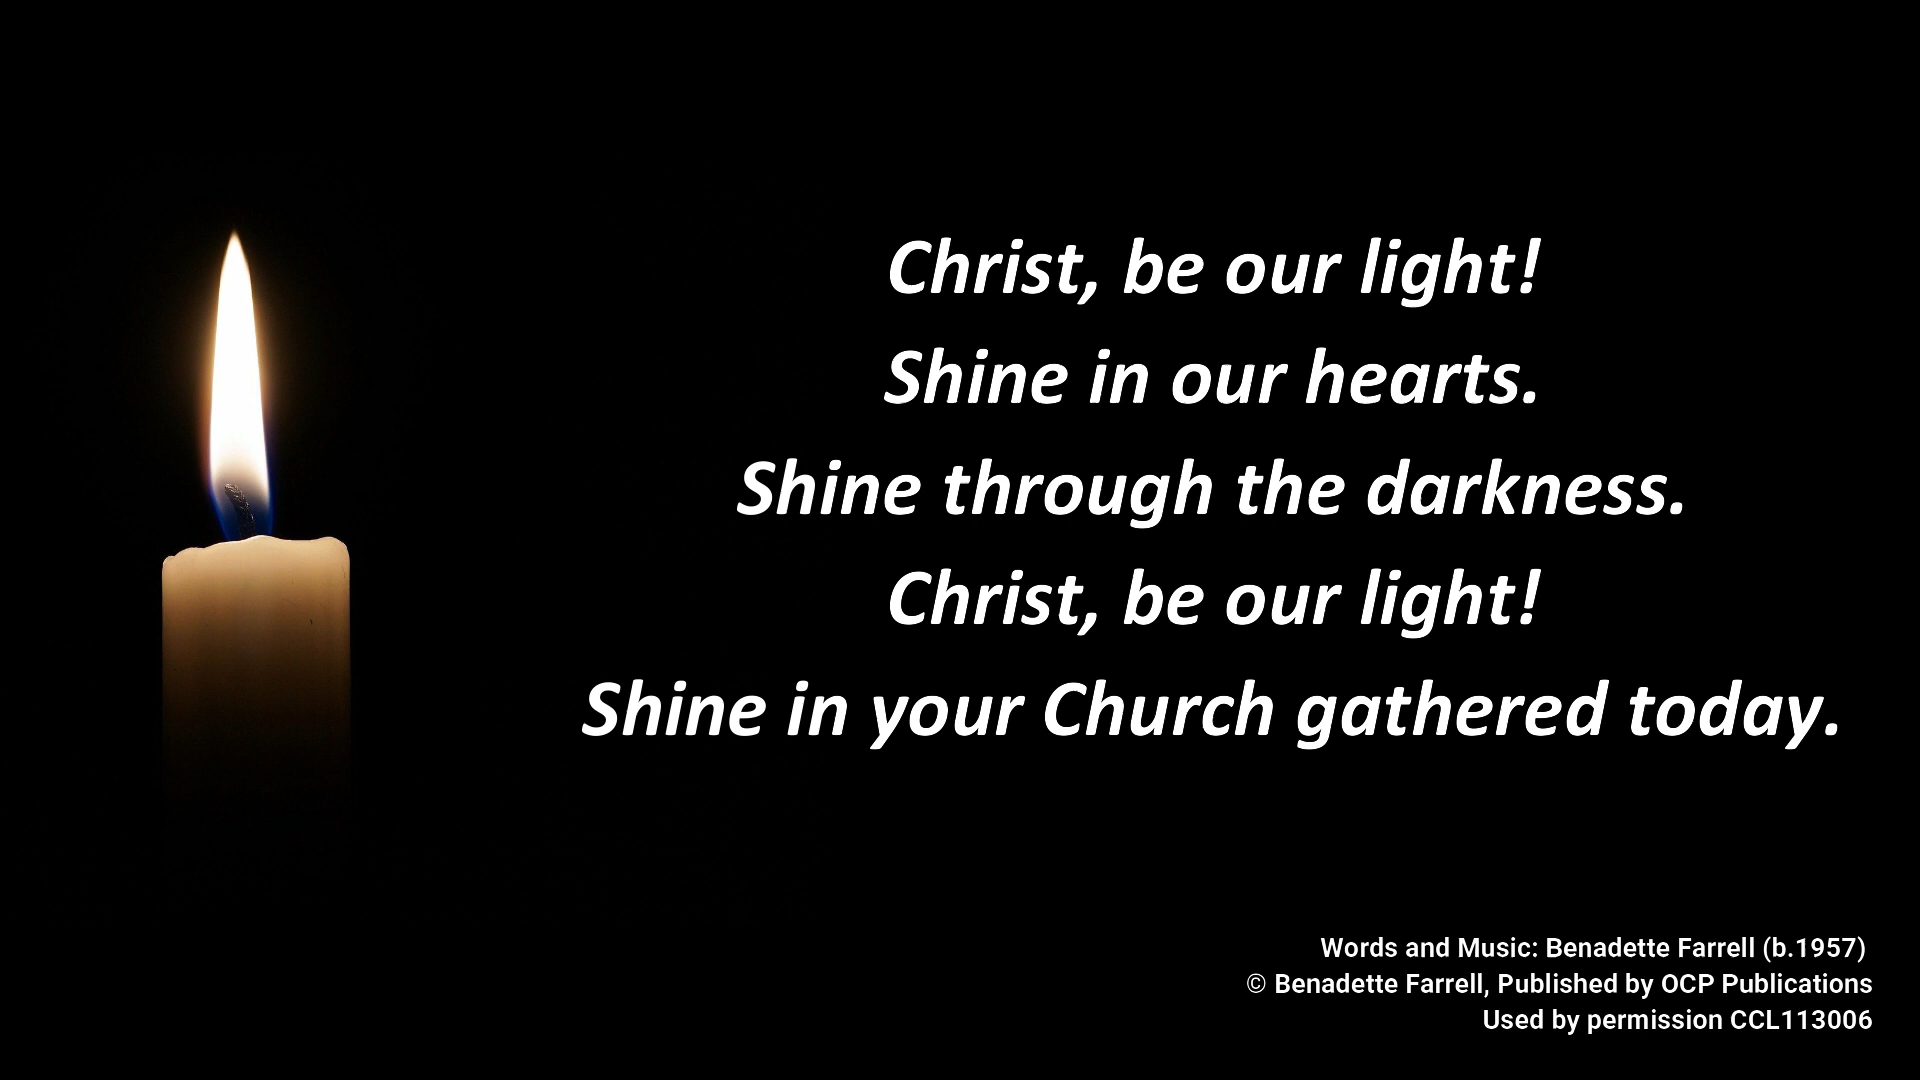 Christ, be our light!
Shine in our hearts.
Shine through the darkness.
Christ, be our light!
Shine in your Church gathered today.
Words and Music: Benadette Farrell (b.1957)
© Benadette Farrell, Published by OCP Publications
Used by permission CCL113006